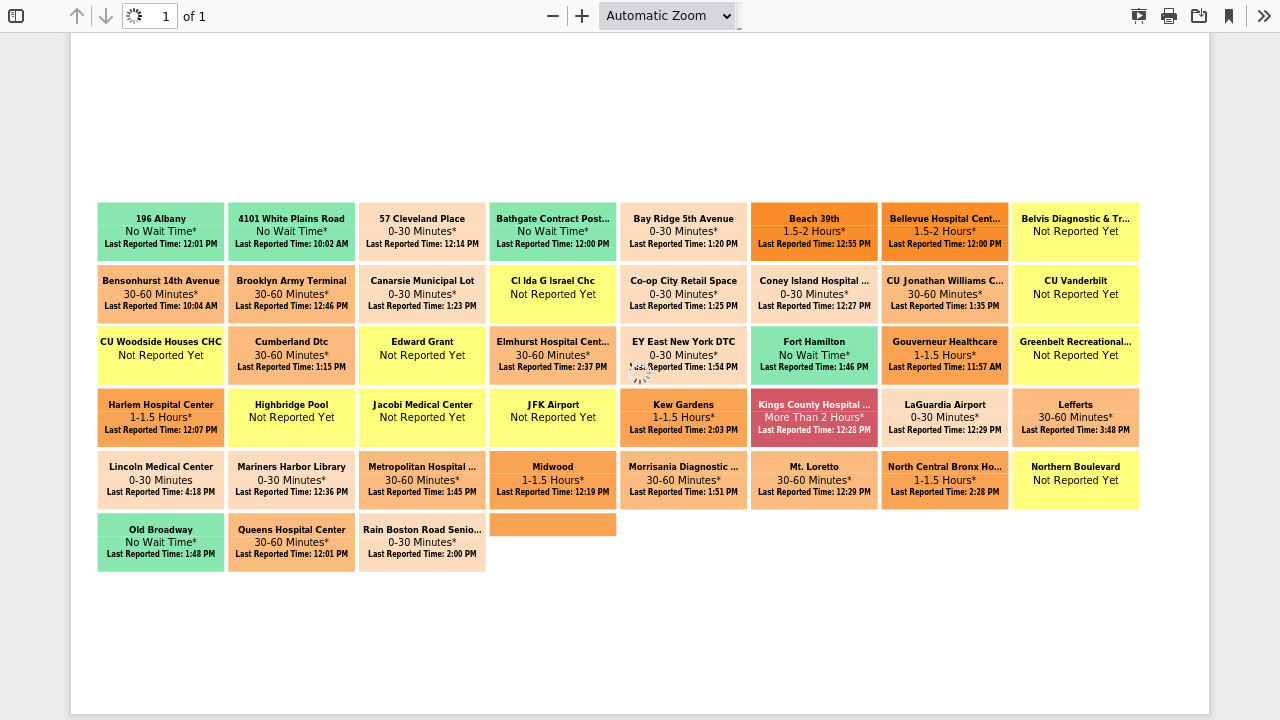 1 of 1 Automatic Zoom
196 Albany
No Wait Time*
Last Reported Time: 12:01 PM
4101 White Plains Road
No Wait Time*
Last Reported Time: 10:02 AM
57 Cleveland Place
0-30 Minutes*
Last Reported Time: 12:14 PM
Bathgate Contract Post...
No Wait Time*
Last Reported Time: 12:00 PM
Bay Ridge 5th Avenue
0-30 Minutes*
Last Reported Time: 1:20 PM
Beach 39th
1.5-2 Hours*
Last Reported Time: 12:55 PM
Bellevue Hospital Cent...
1.5-2 Hours*
Last Reported Time: 12:00 PM
Belvis Diagnostic & Tr...
Not Reported Yet
Bensonhurst 14th Avenue
30-60 Minutes*
Last Reported Time: 10:04 AM
Brooklyn Army Terminal
30-60 Minutes*
Last Reported Time: 12:46 PM
Canarsie Municipal Lot
0-30 Minutes*
Last Reported Time: 1:23 PM
Cl Ida G Israel Chc
Not Reported Yet
Co-op City Retail Space
0-30 Minutes*
Last Reported Time: 1:25 PM
Coney Island Hospital ...
0-30 Minutes*
Last Reported Time: 12:27 PM
CU Jonathan Williams C...
30-60 Minutes*
Last Reported Time: 1:35 PM
CU Vanderbilt
Not Reported Yet
CU Woodside Houses CHC
Not Reported Yet
Cumberland Dtc
30-60 Minutes*
Last Reported Time: 1:15 PM
Edward Grant
Not Reported Yet
Elmhurst Hospital Cent...
30-60 Minutes*
Last Reported Time: 2:37 PM
EY East New York DTC
0-30 Minutes*
Reported Time: 1:54 PM
Fort Hamilton
No Wait Time*
Last Reported Time: 1:46 PM
Gouverneur Healthcare
1-1.5 Hours*
Last Reported Time: 11:57 AM
Greenbelt Recreational...
Not Reported Yet
Harlem Hospital Center
1-1.5 Hours*
Last Reported Time: 12:07 PM
Highbridge Pool
Not Reported Yet
Jacobi Medical Center
Not Reported Yet
JFK Airport
Not Reported Yet
Kew Gardens
1-1.5 Hours*
Last Reported Time: 2:03 PM
Kings County Hospital ...
More Than 2 Hours*
Last Reported Time: 12:28 PM
LaGuardia Airport
0-30 Minutes*
Last Reported Time: 12:29 PM
Lefferts
30-60 Minutes*
Last Reported Time: 3:48 PM
Lincoln Medical Center
0-30 Minutes
Last Reported Time: 4:18 PM
Mariners Harbor Library
0-30 Minutes*
Last Reported Time: 12:36 PM
Metropolitan Hospital ...
30-60 Minutes*
Last Reported Time: 1:45 PM
Midwood
1-1.5 Hours*
Last Reported Time: 12:19 PM
Morrisania Diagnostic ...
30-60 Minutes*
Last Reported Time: 1:51 PM
Mt. Loretto
30-60 Minutes*
Last Reported Time: 12:29 PM
North Central Bronx Ho...
1-1.5 Hours*
Last Reported Time: 2:28 PM
Northern Boulevard
Not Reported Yet
Old Broadway
No Wait Time*
Last Reported Time: 1:48 PM
Queens Hospital Center
30-60 Minutes*
Last Reported Time: 12:01 PM
Rain Boston Road Senio...
0-30 Minutes*
Last Reported Time: 2:00 PM